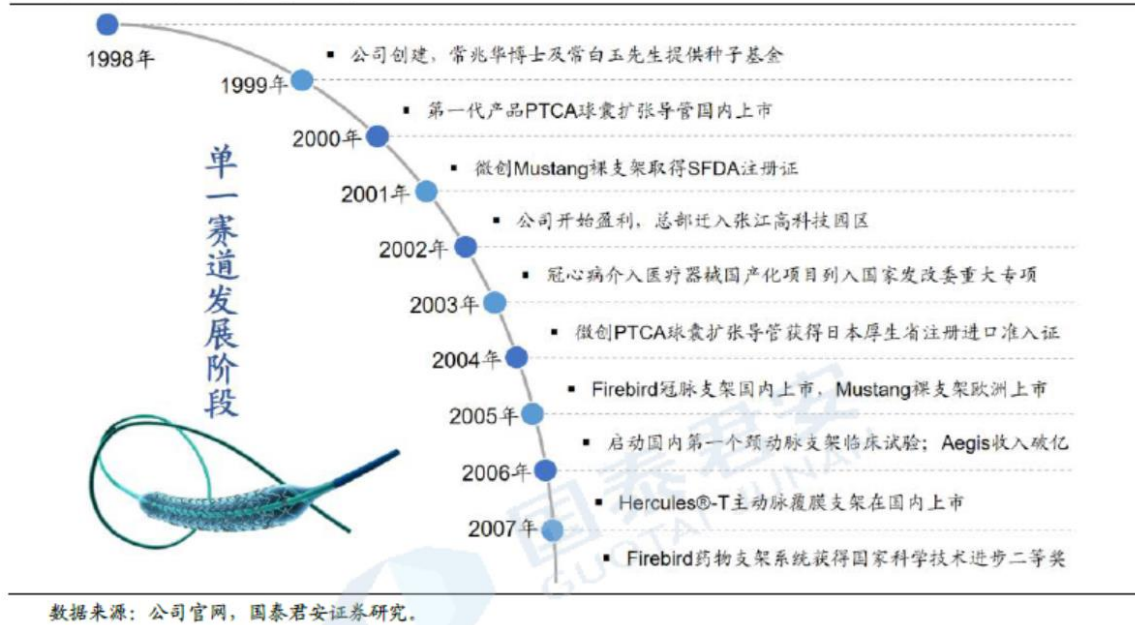 1998年
▪ 公司创建，常兆华博士及常白玉先生提供种子基金
1999年
▪ 第一代产品PTCA球囊扩张导管国内上市
2000年
▪ 微创Mustang裸支架取得SFDA注册证
2001年
▪ 公司开始盈利，总部迁入张江高科技园区
2002年
▪ 冠心病介入医疗器械国产化项目列入国家发改委重大专项
2003年
▪ 微创PTCA球囊扩张导管获得日本厚生省注册进口准入证
2004年
▪ Firebird冠脉支架国内上市，Mustang裸支架欧洲上市
2005年
▪ 启动国内第一个颈动脉支架临床试验；Aegis收入破亿
2006年
▪ Hercules®-T主动脉覆膜支架在国内上市
2007年
▪ Firebird药物支架系统获得国家科学技术进步二等奖
单一赛道发展阶段
国泰君安
GUOTAI JUNAN
数据来源：公司官网，国泰君安证券研究。